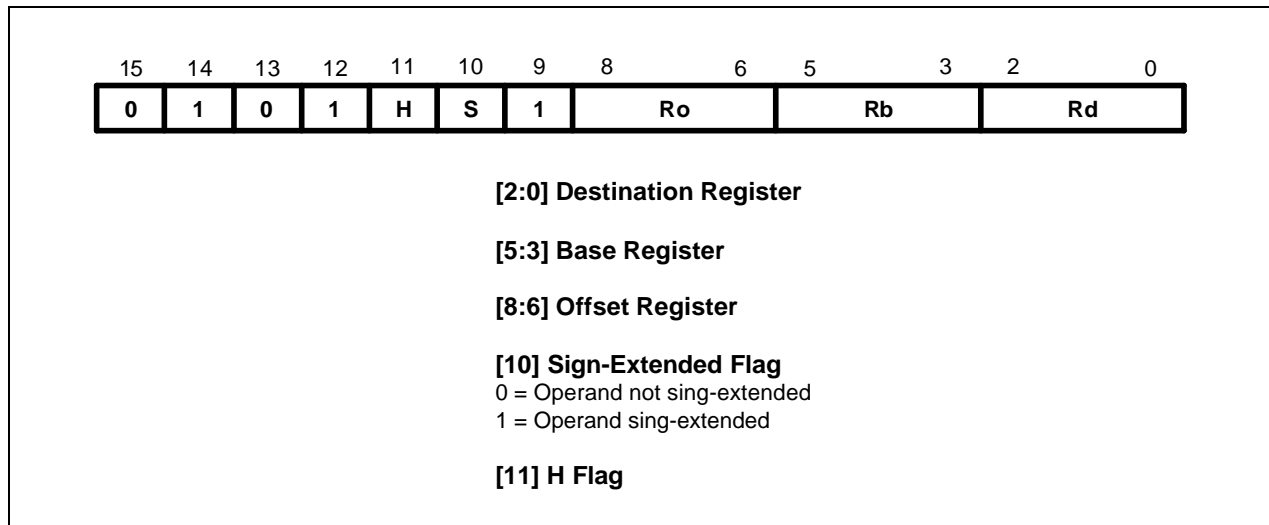 15 14 13 12 11 10 9 8 6 5 3 2 0
0 1 0 1 H S 1 Ro Rb Rd
[2:0] Destination Register
[5:3] Base Register
[8:6] Offset Register
[10] Sign-Extended Flag
0 = Operand not sing-extended
1 = Operand sing-extended
[11] H Flag